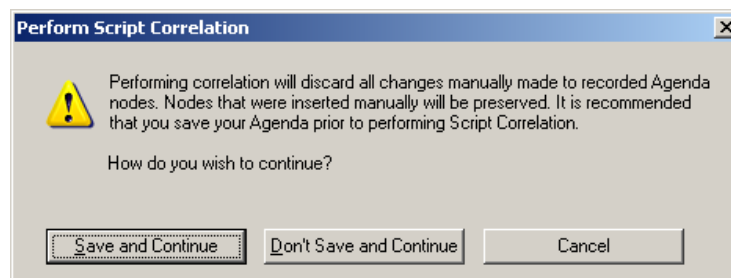 Perform Script Correlation
Performing correlation will discard all changes manually made to recorded Agenda
nodes. Nodes that were inserted manually will be preserved. It is recommended
that you save your Agenda prior to performing Script Correlation.
How do you wish to continue?
Save and Continue
Don't Save and Continue
Cancel